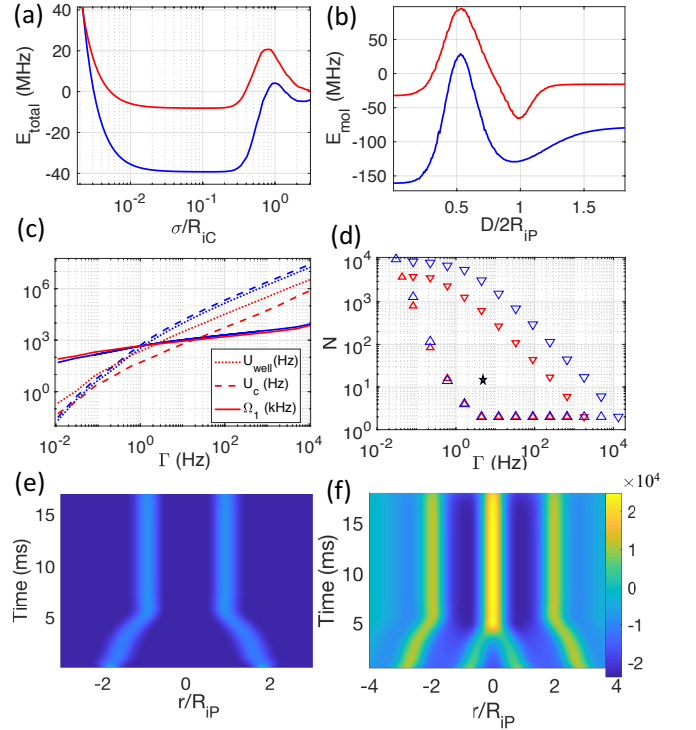 (a)
E_total (MHz)
40
20
0
-20
-40
10^-2
10^-1
10^0
σ/R_iC
(b)
E_mol (MHz)
50
0
-50
-100
-150
0.5
1
1.5
D/2R_iP
(c)
10^6
10^3
10^0
10^-2
10^0
10^2
10^4
Γ (Hz)
U_well(Hz)
U_c (Hz)
Ω_1 (kHz)
(d)
N
10^4
10^3
10^2
10^1
10^0
10^-2
10^0
10^2
10^4
Γ (Hz)
(e)
Time (ms)
15
10
5
-2
0
2
r/R_iP
(f)
Time (ms)
15
10
5
-4
-2
0
2
4
r/R_iP
×10^4
2
1
0
-1
-2